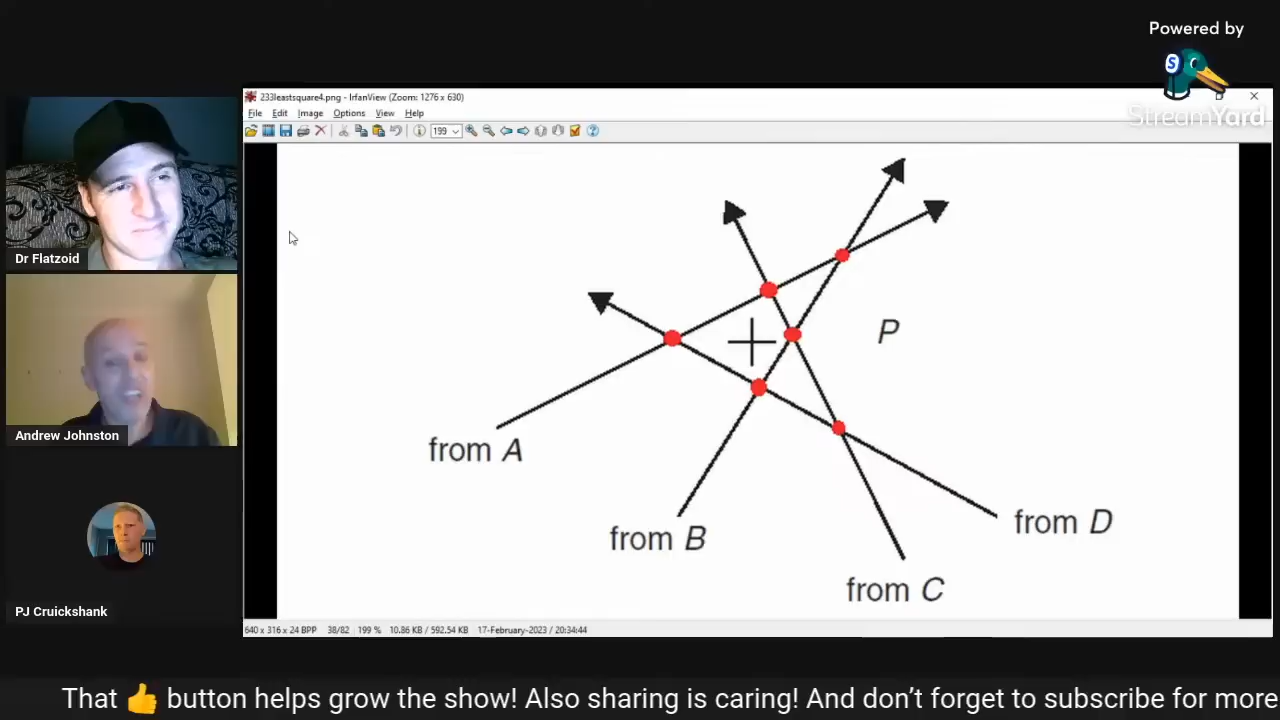 Powered by
StreamYard
233leastsquare4.png - IrfanView (Zoom: 1276 x 630)
File Edit Image Options View Help
199
Dr Flatzoid
Andrew Johnston
PJ Cruickshank
P
from A
from B
from D
from C
640 x 316 x 24 BPP 38/82 199 % 10.86 KB / 592.54 KB 17-February-2023 / 20:34:44
That 👍 button helps grow the show! Also sharing is caring! And don't forget to subscribe for more